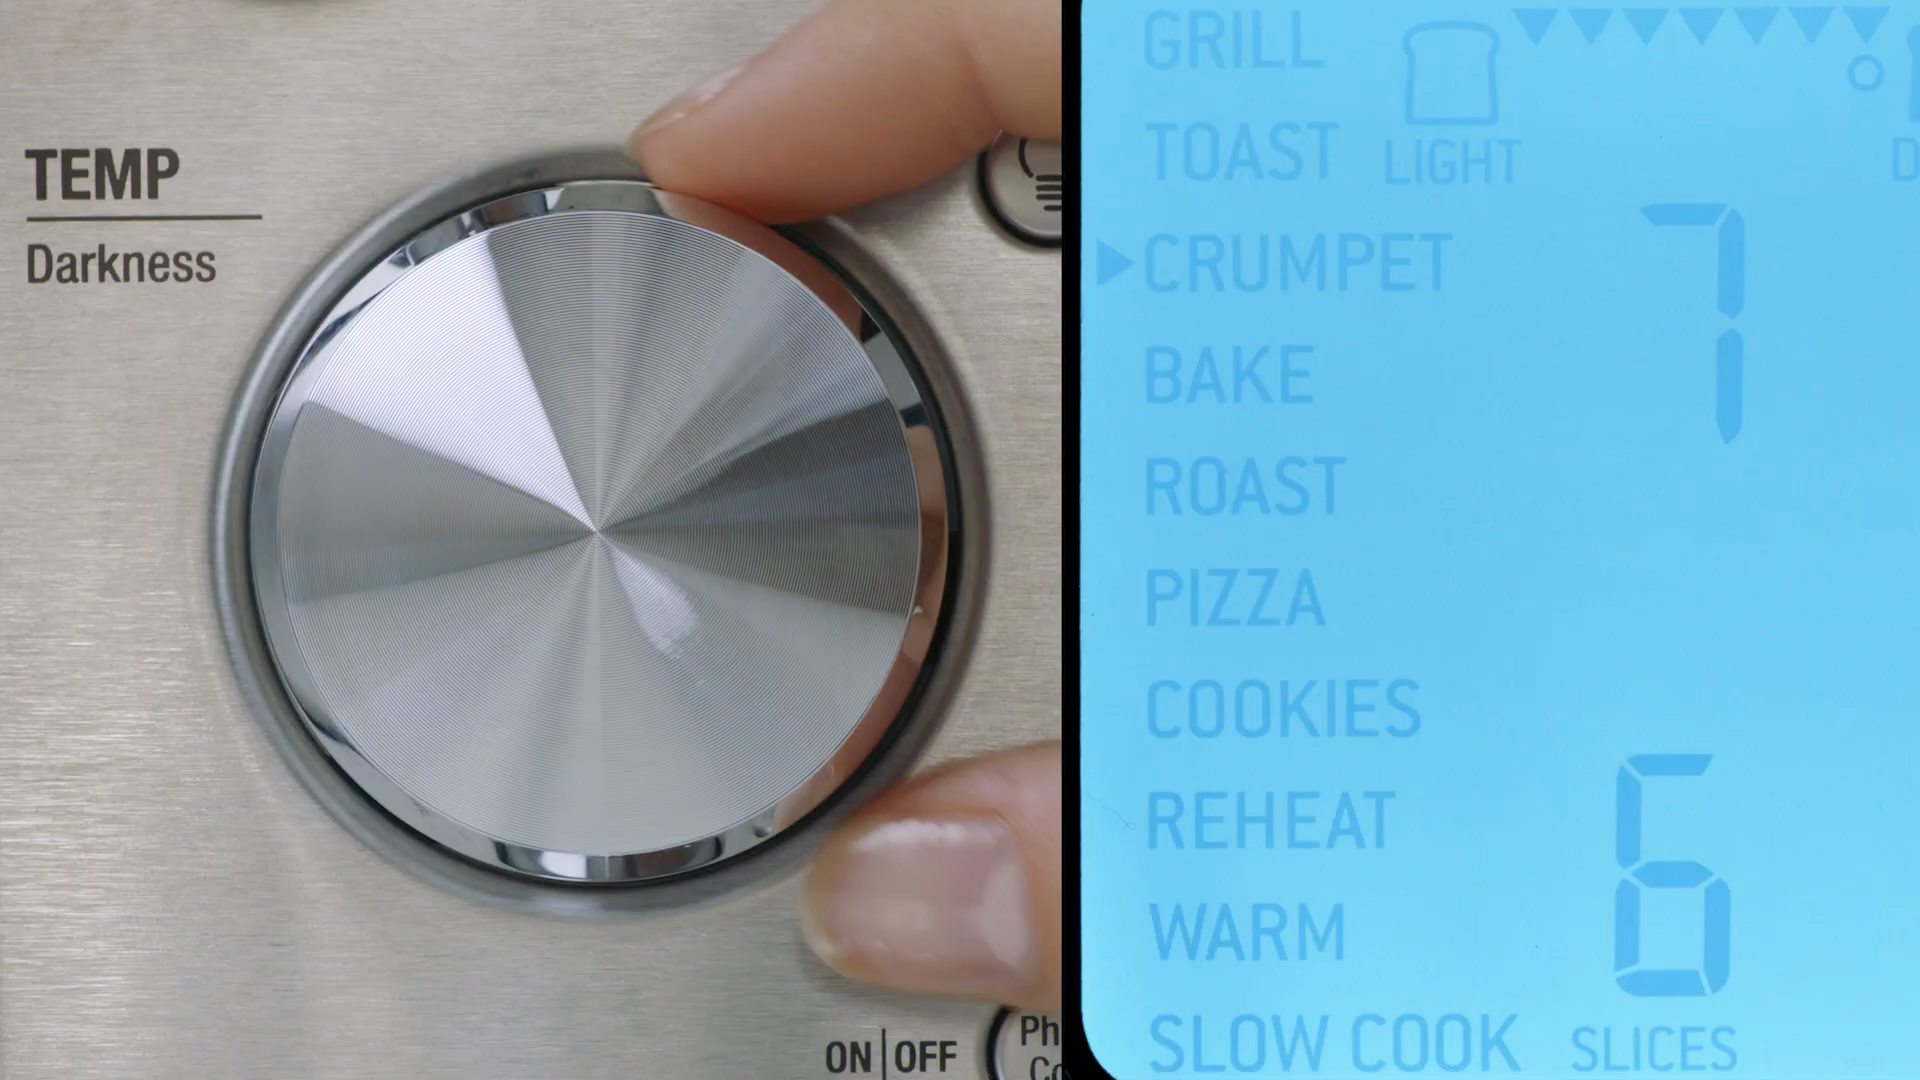 TEMP
Darkness
ON|OFF
GRILL
TOAST
LIGHT
CRUMPET
7
BAKE
ROAST
PIZZA
COOKIES
REHEAT
WARM
6
SLOW COOK
SLICES